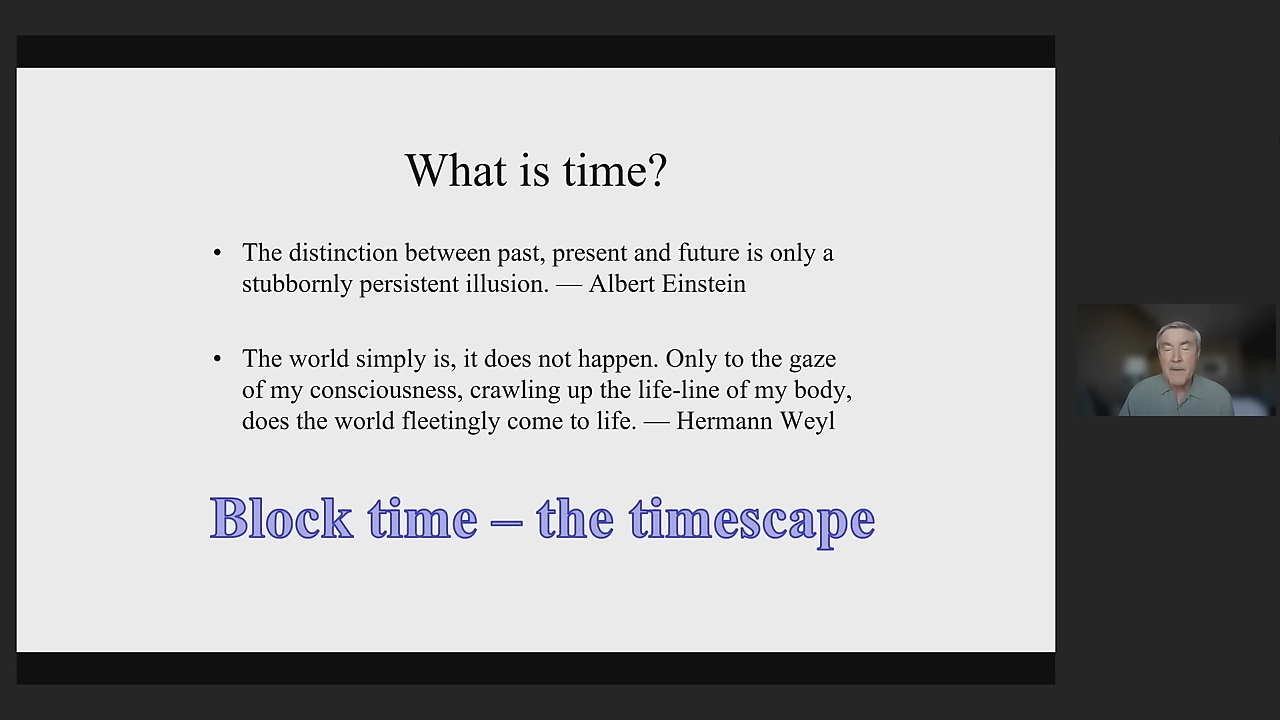 What is time?
• The distinction between past, present and future is only a
stubbornly persistent illusion. — Albert Einstein
• The world simply is, it does not happen. Only to the gaze
of my consciousness, crawling up the life-line of my body,
does the world fleetingly come to life. — Hermann Weyl
Block time – the timescape